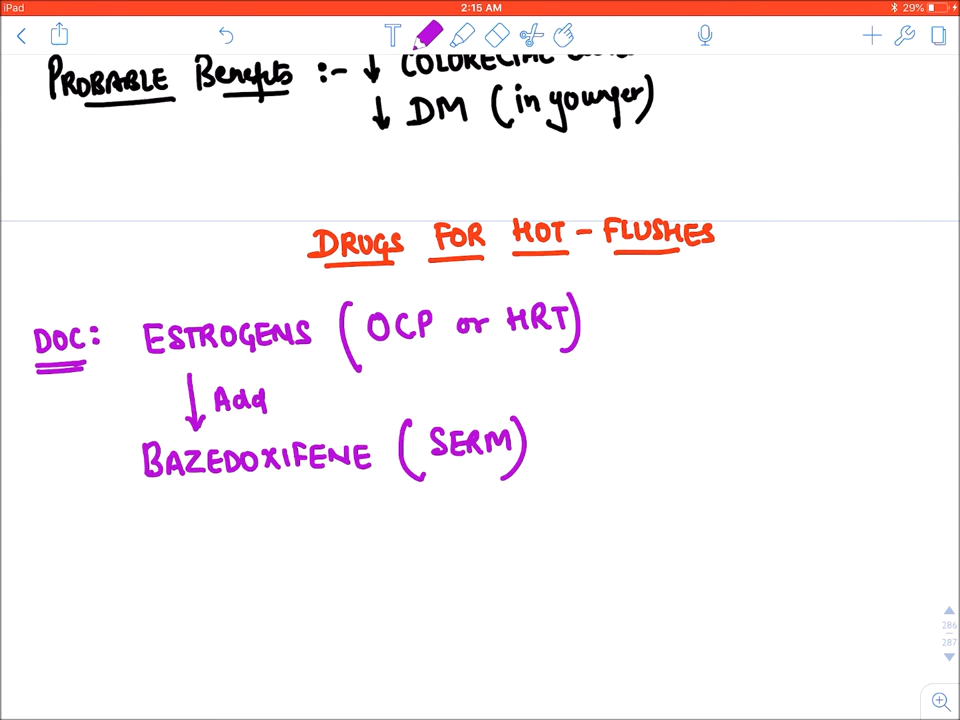 iPad 2:15 AM 29%
T
PROBABLE Benefits :- ↓ COLORECTAL
↓ DM (in younger)
DRUGS FOR HOT - FLUSHES
DOC: ESTROGENS (OCP or HRT)
↓ Add
BAZEDOXIFENE (SERM)
286
287